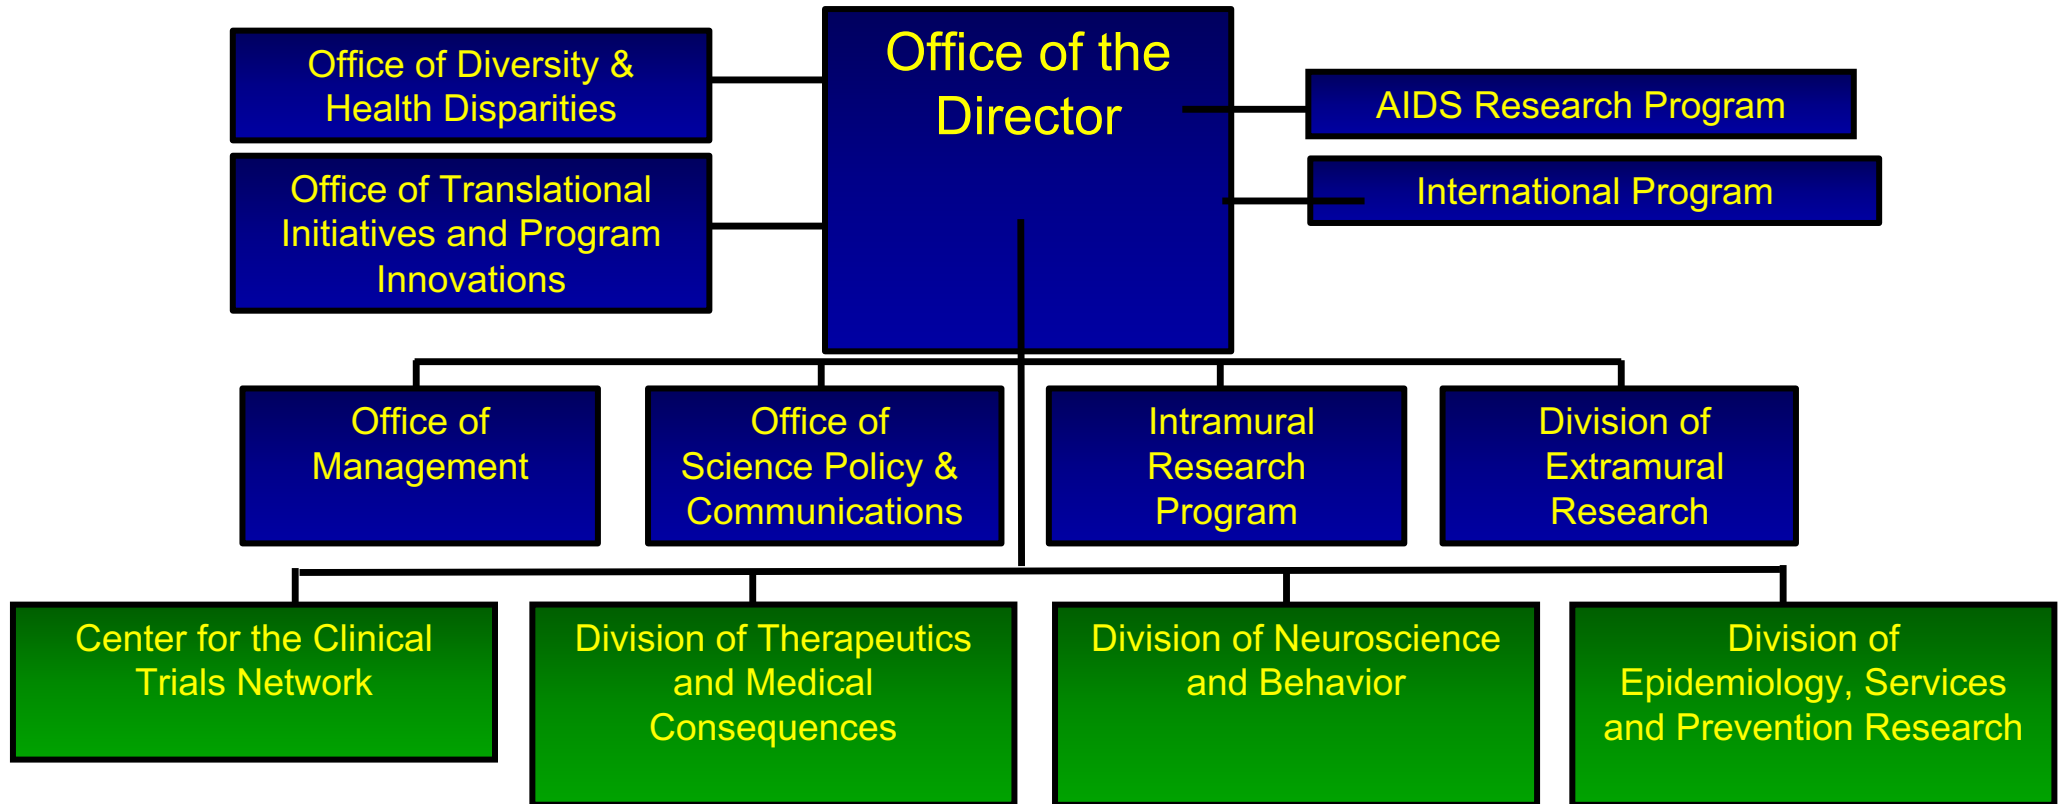 Office of the
Director
Office of Diversity &
Health Disparities
Office of Translational
Initiatives and Program
Innovations
AIDS Research Program
International Program
Office of
Management
Office of
Science Policy &
Communications
Intramural
Research
Program
Division of
Extramural
Research
Center for the Clinical
Trials Network
Division of Therapeutics
and Medical
Consequences
Division of Neuroscience
and Behavior
Division of
Epidemiology, Services
and Prevention Research